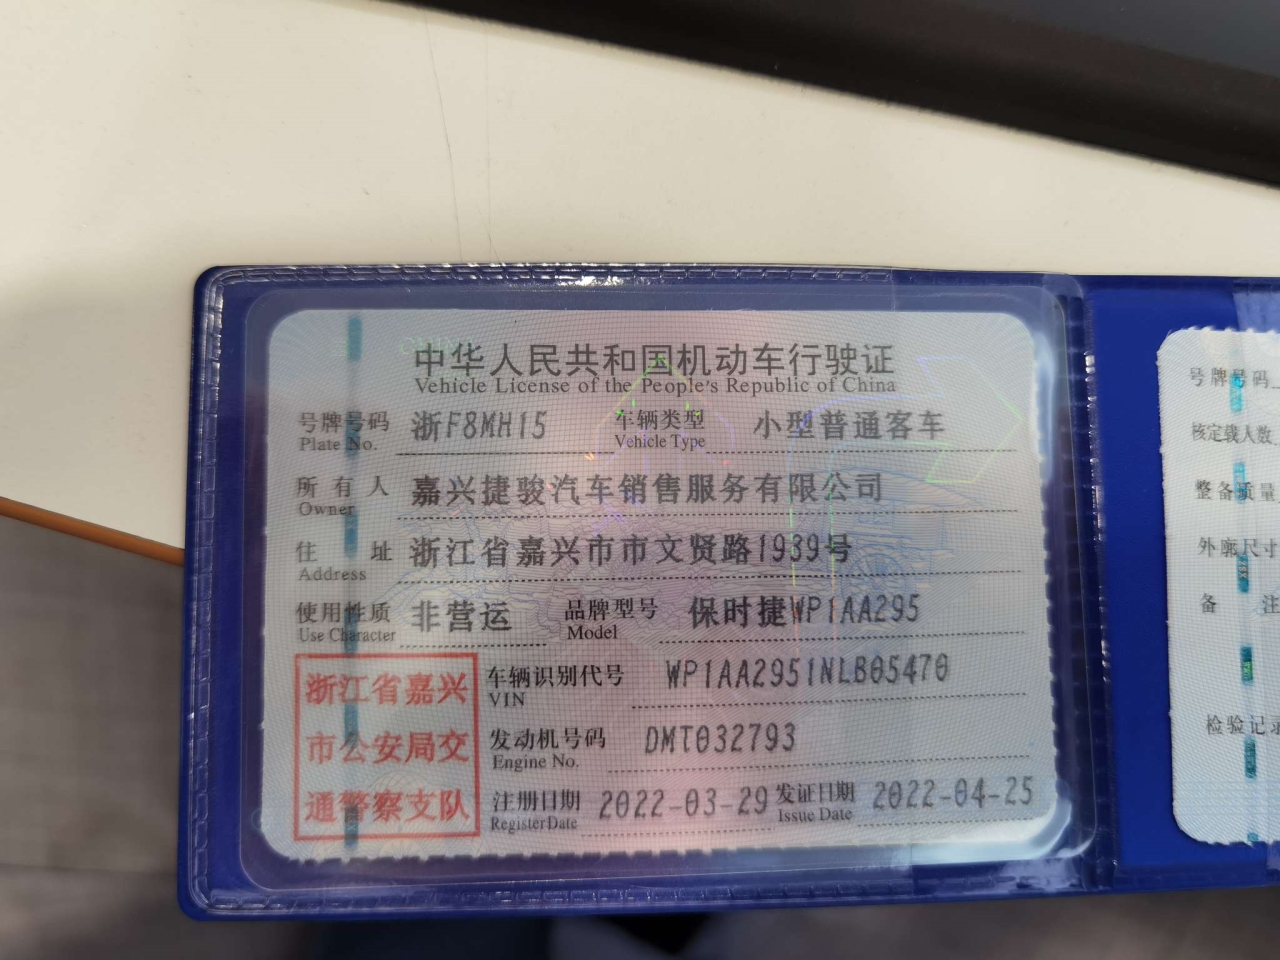 中华人民共和国机动车行驶证
Vehicle License of the People's Republic of China
号牌号码 浙F8MH15 车辆类型 小型普通客车
Plate No. Vehicle Type
所有人 嘉兴捷骏汽车销售服务有限公司
Owner
住址 浙江省嘉兴市市文贤路1939号
Address
使用性质 非营运 品牌型号 保时捷WP1AA295
Use Character Model
车辆识别代号 WP1AA2951NLB05470
VIN
发动机号码 DMT032793
Engine No.
注册日期 2022-03-29 发证日期 2022-04-25
Register Date Issue Date
浙江省嘉兴
市公安局交
通警察支队
号牌号码
核定载人数
整备质量
外廓尺寸
备注
检验记录